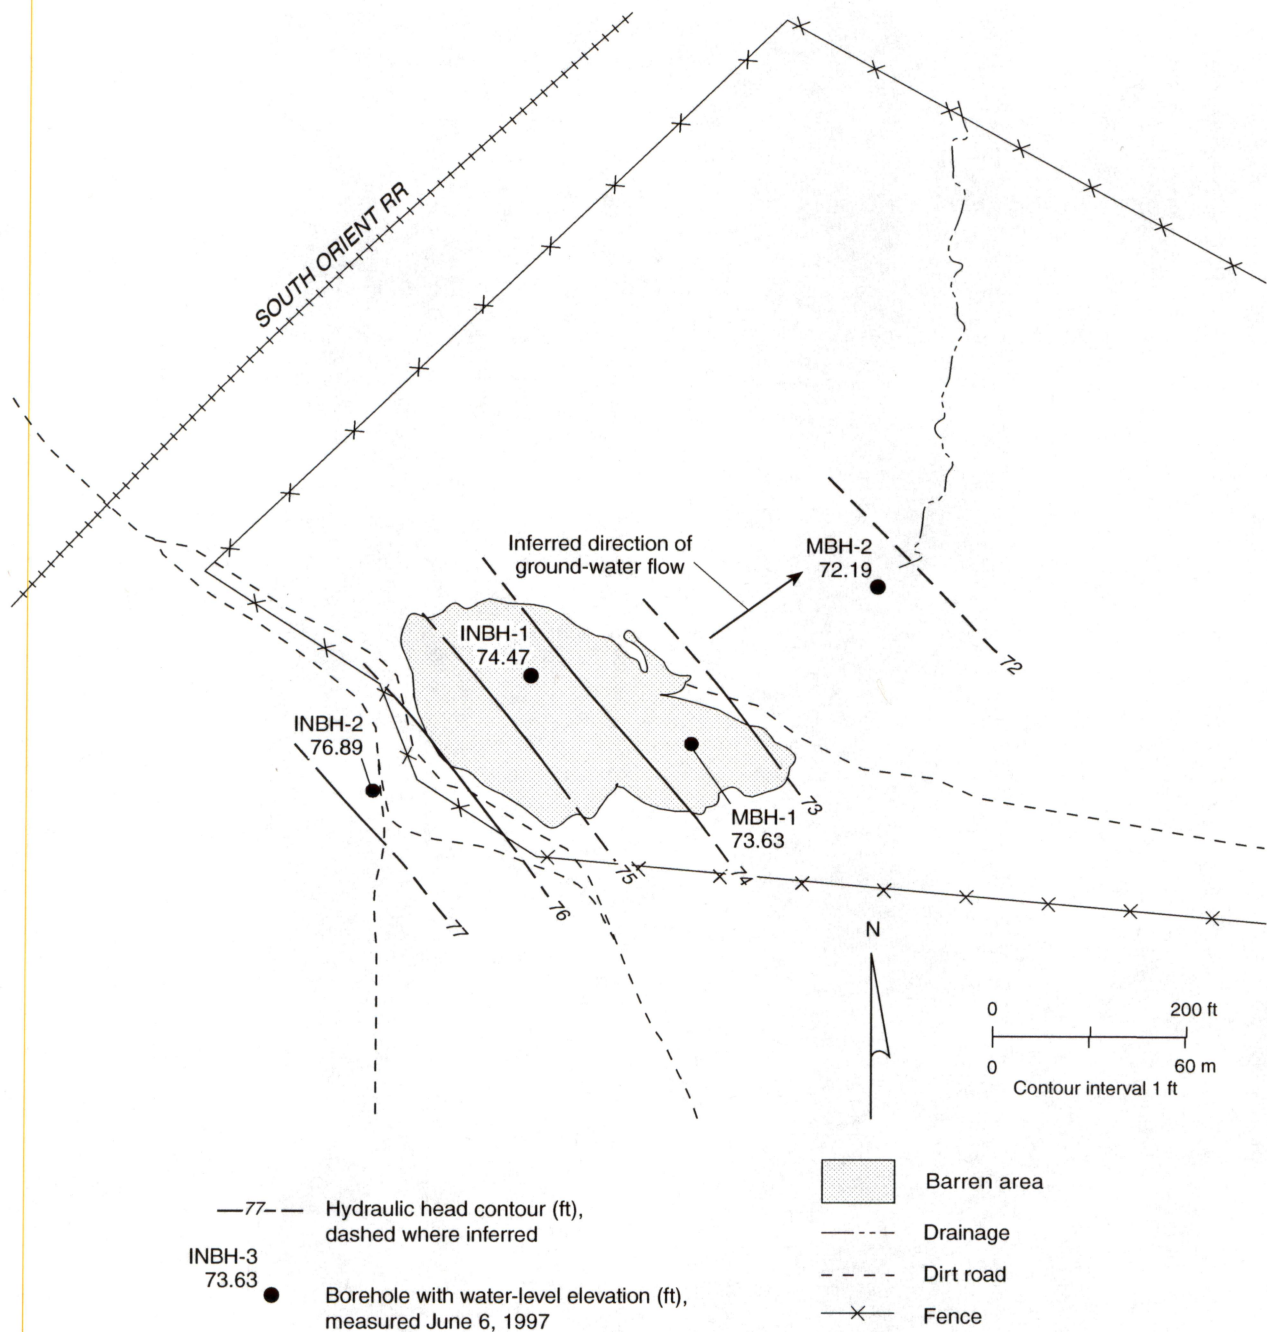 SOUTH ORIENT RR
Inferred direction of
ground-water flow
MBH-2
72.19
72
INBH-1
74.47
INBH-2
76.89
73
MBH-1
73.63
75
74
76
77
N
0 200 ft
0 60 m
Contour interval 1 ft
77
Hydraulic head contour (ft),
dashed where inferred
INBH-3
73.63
Borehole with water-level elevation (ft),
measured June 6, 1997
Barren area
Drainage
Dirt road
Fence